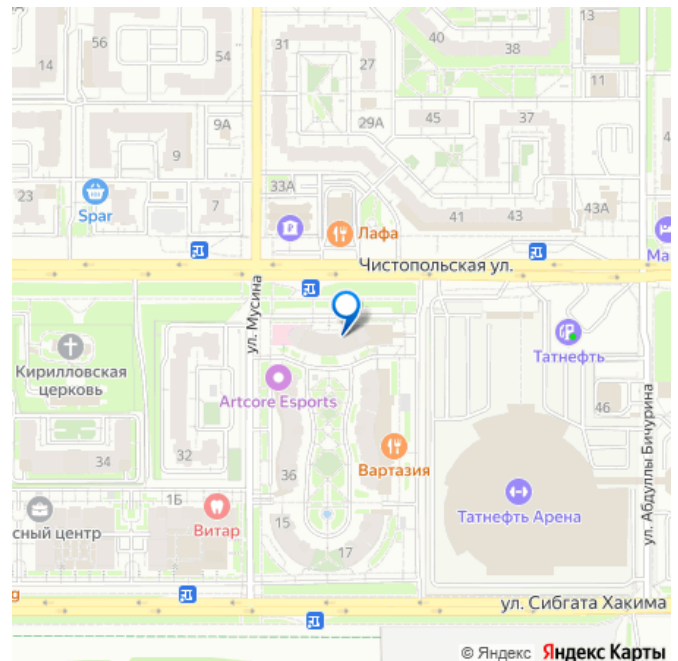 14
56
54
31
27
40
38
13
11
9А
9
29А
45
37
4
23
Spar
7
33А
Лафа
41
43
43А
Ма
Чистопольская ул.
ул. Мусина
Кирилловская
церковь
Татнефть
Artcore Esports
46
ул. Абдуллы Бичурина
34
32
36
Вартазия
1Б
Витар
сный центр
15
17
Татнефть Арена
g
ул. Сибгата Хакима
© Яндекс Яндекс Карты